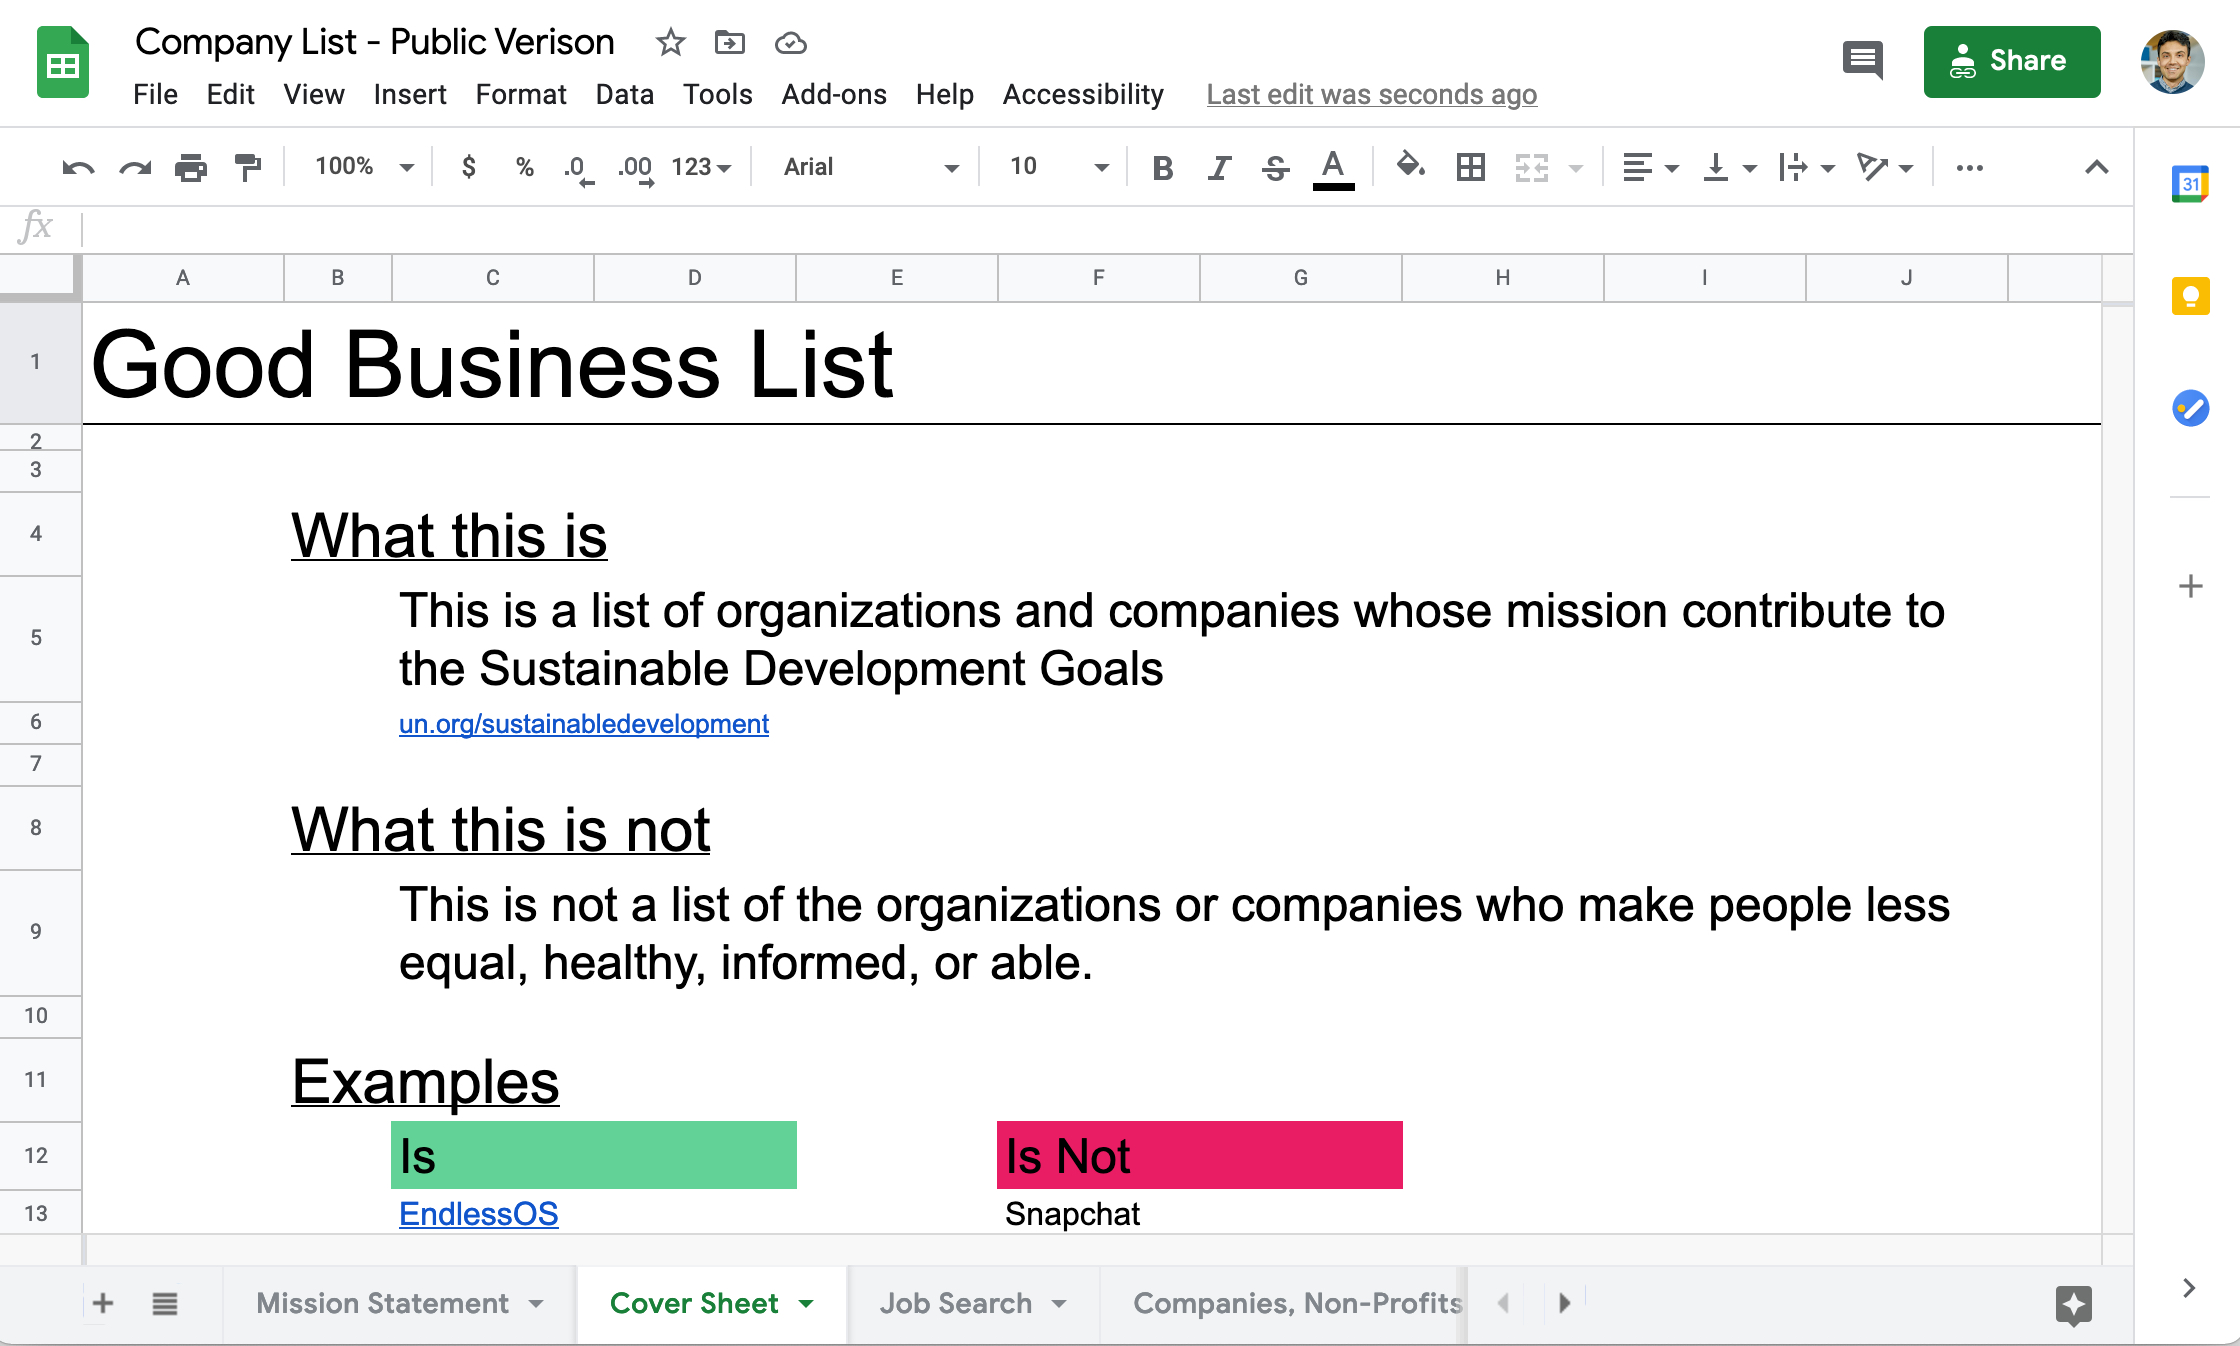 Company List - Public Verison
File Edit View Insert Format Data Tools Add-ons Help Accessibility Last edit was seconds ago
Share
100% $ % .0 .00 123 Arial 10 B I S A
31
fx
A B C D E F G H I J
1 Good Business List
2
3
4 What this is
5 This is a list of organizations and companies whose mission contribute to
the Sustainable Development Goals
6 un.org/sustainabledevelopment
7
8 What this is not
9 This is not a list of the organizations or companies who make people less
equal, healthy, informed, or able.
10
11 Examples
12 Is Is Not
13 EndlessOS Snapchat
Mission Statement Cover Sheet Job Search Companies, Non-Profits